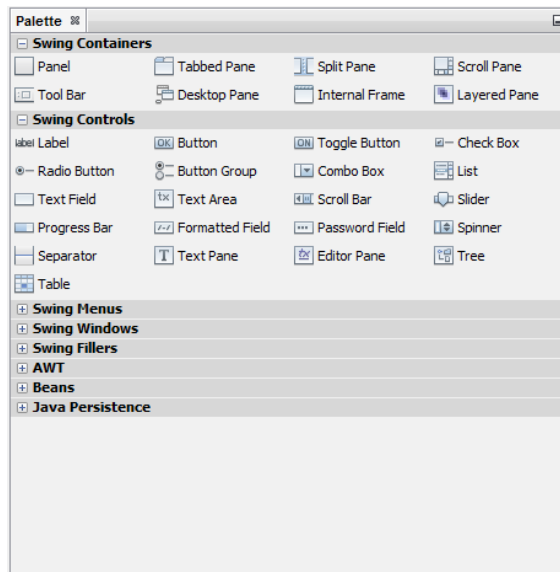 Palette
Swing Containers
Panel Tabbed Pane Split Pane Scroll Pane
Tool Bar Desktop Pane Internal Frame Layered Pane
Swing Controls
label Label OK Button ON Toggle Button Check Box
Radio Button Button Group Combo Box List
Text Field tx Text Area Scroll Bar Slider
Progress Bar Formatted Field Password Field Spinner
Separator T Text Pane Editor Pane Tree
Table
Swing Menus
Swing Windows
Swing Fillers
AWT
Beans
Java Persistence